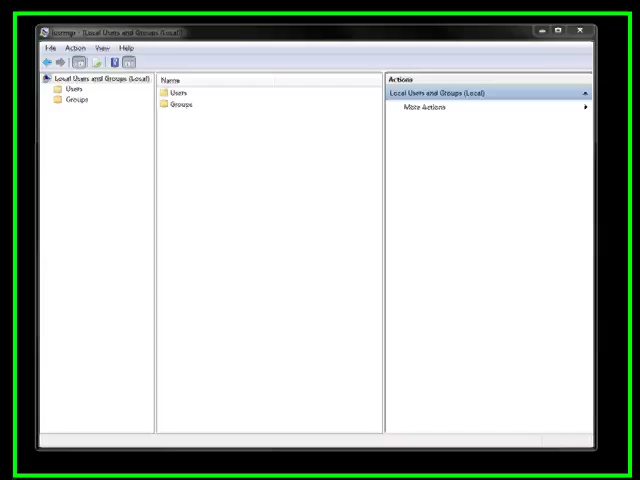 lusrmgr - [Local Users and Groups (Local)]
File Action View Help
Local Users and Groups (Local)
Users
Groups
Name
Users
Groups
Actions
Local Users and Groups (Local)
More Actions